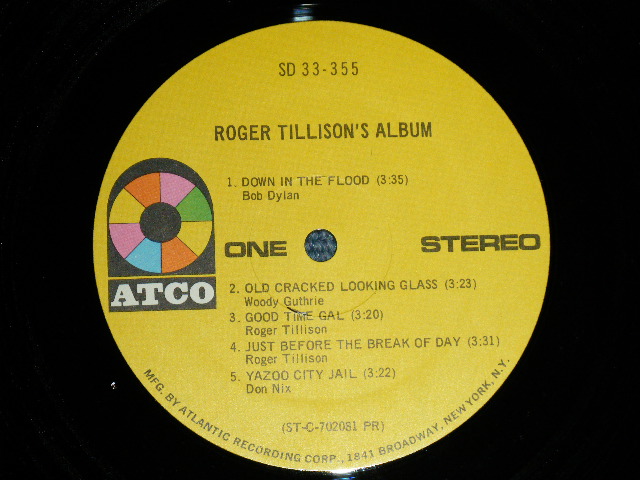 SD 33-355
ROGER TILLISON'S ALBUM
1. DOWN IN THE FLOOD (3:35)
Bob Dylan
ONE
STEREO
ATCO
2. OLD CRACKED LOOKING GLASS (3:23)
Woody Guthrie
3. GOOD TIME GAL (3:20)
Roger Tillison
4. JUST BEFORE THE BREAK OF DAY (3:31)
Roger Tillison
5. YAZOO CITY JAIL (3:22)
Don Nix
(ST-C-702081 PR)
MFG. BY ATLANTIC RECORDING CORP., 1841 BROADWAY, NEW YORK, N.Y.